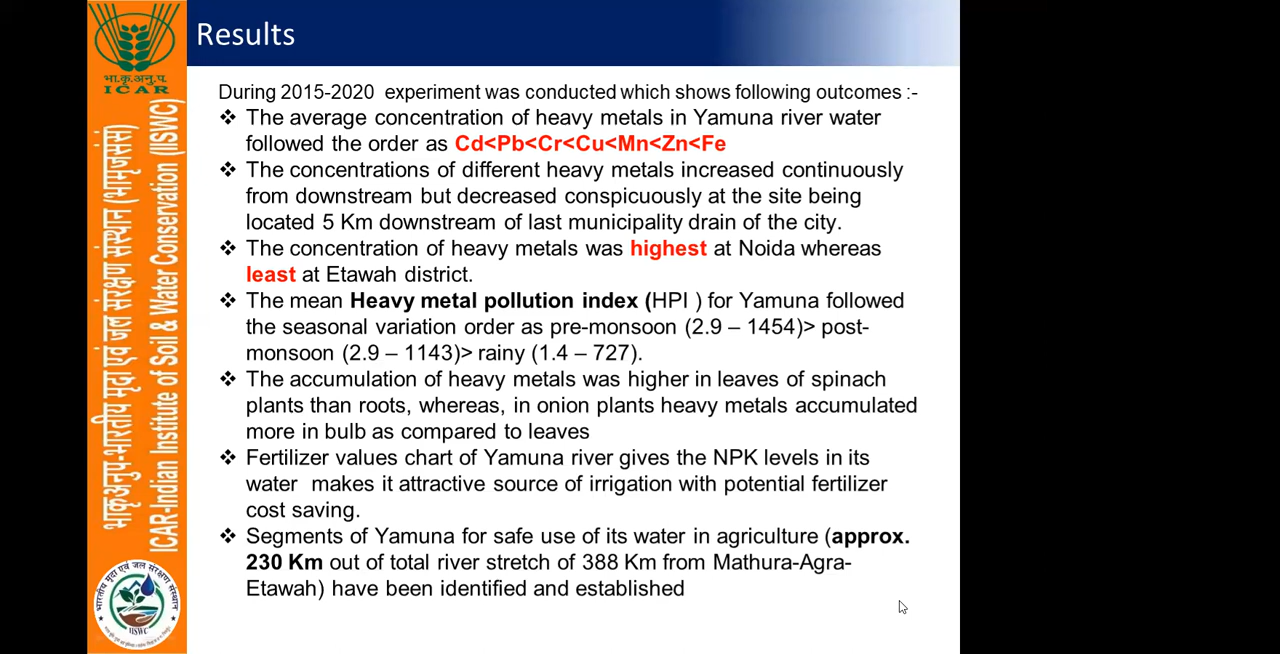 Results
भा.कृ.अनु.प.
ICAR
भाकृअनुप-भारतीय मृदा एवं जल संरक्षण संस्थान (भामृजसंसं)
ICAR-Indian Institute of Soil & Water Conservation (IISWC)
During 2015-2020 experiment was conducted which shows following outcomes :-
❖ The average concentration of heavy metals in Yamuna river water
followed the order as Cd<Pb<Cr<Cu<Mn<Zn<Fe
❖ The concentrations of different heavy metals increased continuously
from downstream but decreased conspicuously at the site being
located 5 Km downstream of last municipality drain of the city.
❖ The concentration of heavy metals was highest at Noida whereas
least at Etawah district.
❖ The mean Heavy metal pollution index (HPI ) for Yamuna followed
the seasonal variation order as pre-monsoon (2.9 – 1454)> post-
monsoon (2.9 – 1143)> rainy (1.4 – 727).
❖ The accumulation of heavy metals was higher in leaves of spinach
plants than roots, whereas, in onion plants heavy metals accumulated
more in bulb as compared to leaves
❖ Fertilizer values chart of Yamuna river gives the NPK levels in its
water makes it attractive source of irrigation with potential fertilizer
cost saving.
❖ Segments of Yamuna for safe use of its water in agriculture (approx.
230 Km out of total river stretch of 388 Km from Mathura-Agra-
Etawah) have been identified and established
IISWC